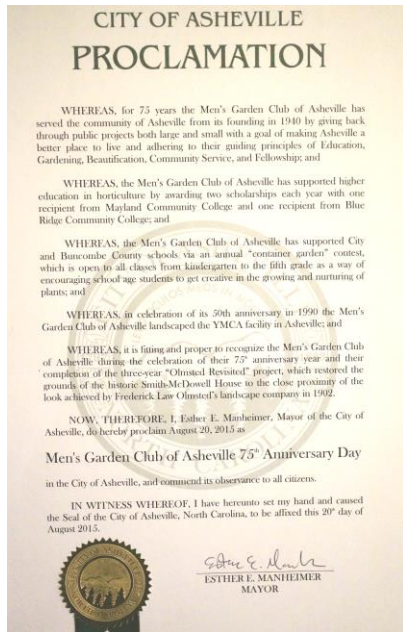 CITY OF ASHEVILLE
PROCLAMATION
WHEREAS, for 75 years the Men's Garden Club of Asheville has
served the community of Asheville from its founding in 1940 by giving back
through public projects both large and small with a goal of making Asheville a
better place to live and adhering to their guiding principles of Education,
Gardening, Beautification, Community Service, and Fellowship; and
WHEREAS, the Men's Garden Club of Asheville has supported higher
education in horticulture by awarding two scholarships each year with one
recipient from Mayland Community College and one recipient from Blue
Ridge Community College; and
WHEREAS, the Men's Garden Club of Asheville has supported City
and Buncombe County schools via an annual "container garden" contest,
which is open to all classes from kindergarten to the fifth grade as a way of
encouraging school age students to get creative in the growing and nurturing of
plants; and
WHEREAS, in celebration of its 50th anniversary in 1990 the Men's
Garden Club of Asheville landscaped the YMCA facility in Asheville; and
WHEREAS, it is fitting and proper to recognize the Men's Garden Club
of Asheville during the celebration of their 75th anniversary year and their
completion of the three-year "Olmsted Revisited" project, which restored the
grounds of the historic Smith-McDowell House to the close proximity of the
look achieved by Frederick Law Olmsted's landscape company in 1902.
NOW, THEREFORE, I, Esther E. Manheimer, Mayor of the City of
Asheville, do hereby proclaim August 20, 2015 as
Men's Garden Club of Asheville 75th Anniversary Day
in the City of Asheville, and commend its observance to all citizens.
IN WITNESS WHEREOF, I have hereunto set my hand and caused
the Seal of the City of Asheville, North Carolina, to be affixed this 20th day of
August 2015.
ESTHER E. MANHEIMER
MAYOR